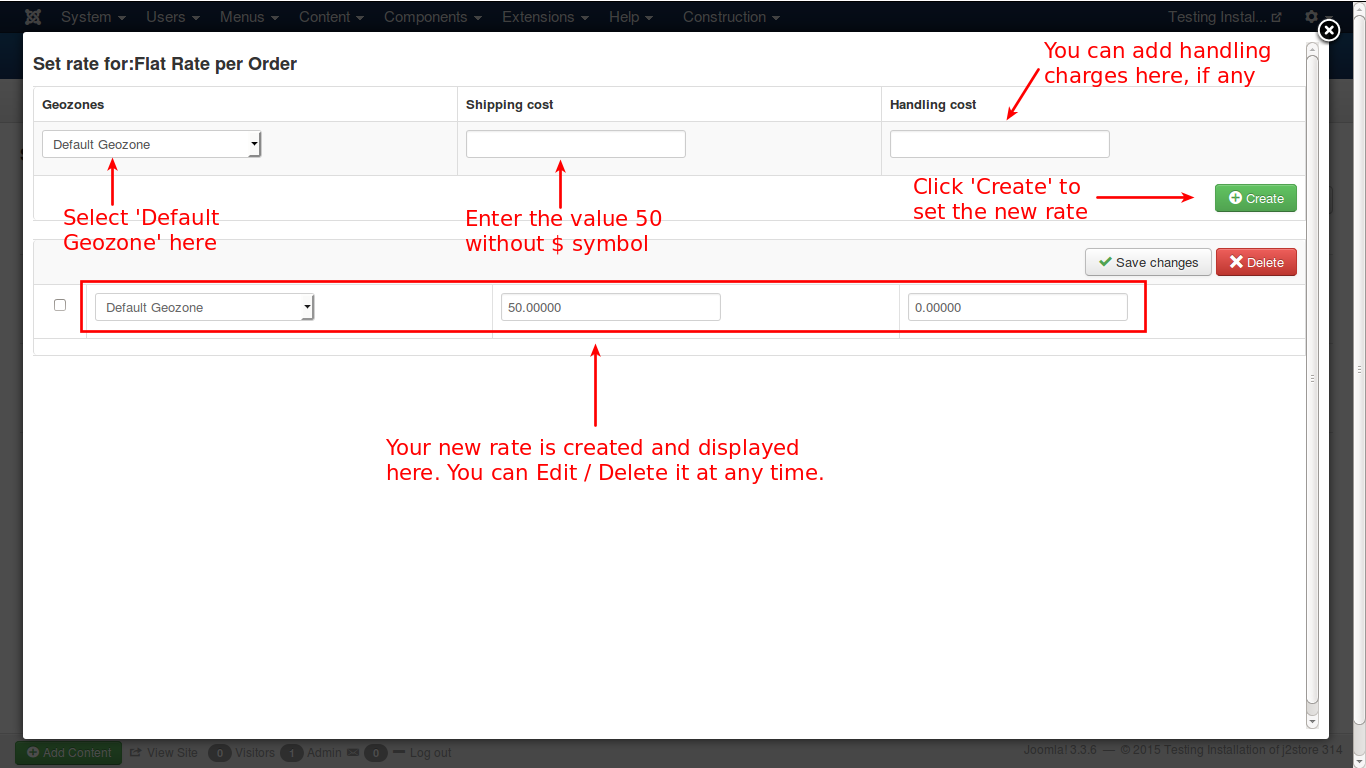 System Users Menus Content Components Extensions Help Construction Testing Instal...
Set rate for:Flat Rate per Order
You can add handling
charges here, if any
Geozones Shipping cost Handling cost
Default Geozone
Click 'Create' to
set the new rate
Create
Select 'Default
Geozone' here
Enter the value 50
without $ symbol
Save changes Delete
Default Geozone 50.00000 0.00000
Your new rate is created and displayed
here. You can Edit / Delete it at any time.
Add Content View Site 0 Visitors 1 Admin 0 Log out Joomla! 3.3.6 — © 2015 Testing Installation of j2store 314